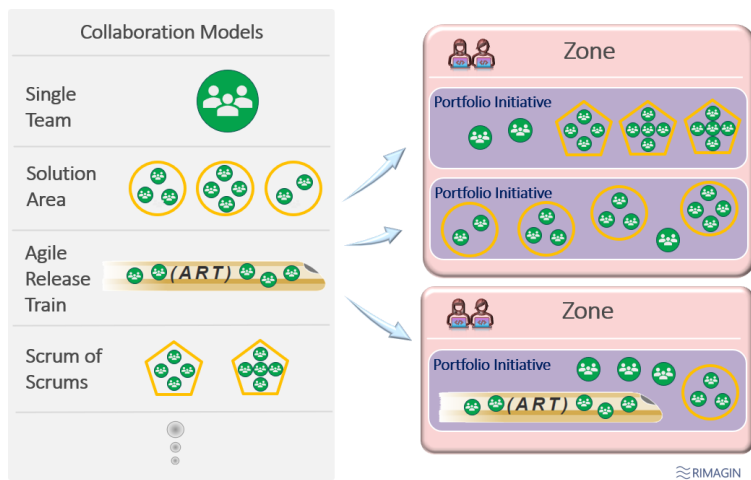 Collaboration Models
Single
Team
Solution
Area
Agile
Release
Train
(ART)
Scrum of
Scrums
Zone
Portfolio Initiative
Portfolio Initiative
Zone
Portfolio Initiative
(ART)
RIMAGIN